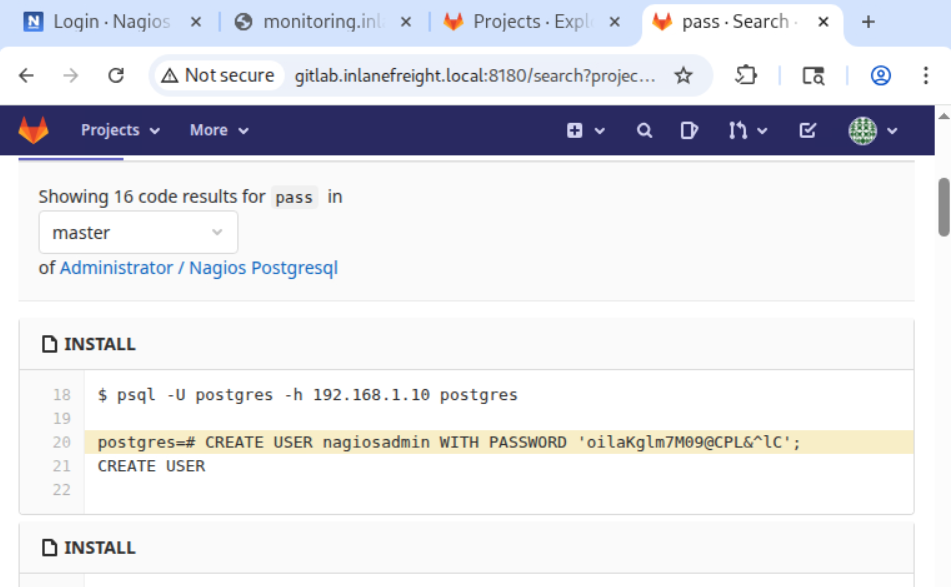 Login · Nagios
monitoring.inl
Projects · Expl
pass · Search ·
Not secure
gitlab.inlanefreight.local:8180/search?projec...
Projects
More
Showing 16 code results for pass in
master
of Administrator / Nagios Postgresql
INSTALL
18 $ psql -U postgres -h 192.168.1.10 postgres
19
20 postgres=# CREATE USER nagiosadmin WITH PASSWORD 'oilaKglm7M09@CPL&^lC';
21 CREATE USER
22
INSTALL